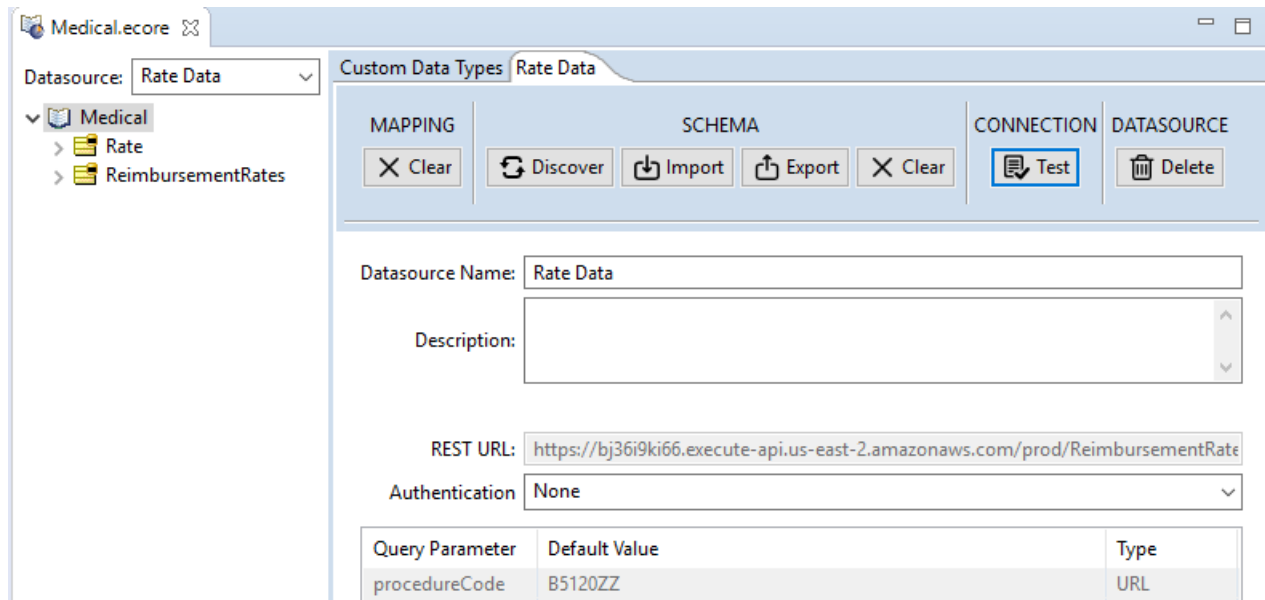 Medical.ecore
Datasource: Rate Data
Medical
Rate
ReimbursementRates
Custom Data Types Rate Data
MAPPING SCHEMA CONNECTION DATASOURCE
Clear Discover Import Export Clear Test Delete
Datasource Name: Rate Data
Description:
REST URL: https://bj36i9ki66.execute-api.us-east-2.amazonaws.com/prod/ReimbursementRate
Authentication None
Query Parameter Default Value Type
procedureCode B5120ZZ URL